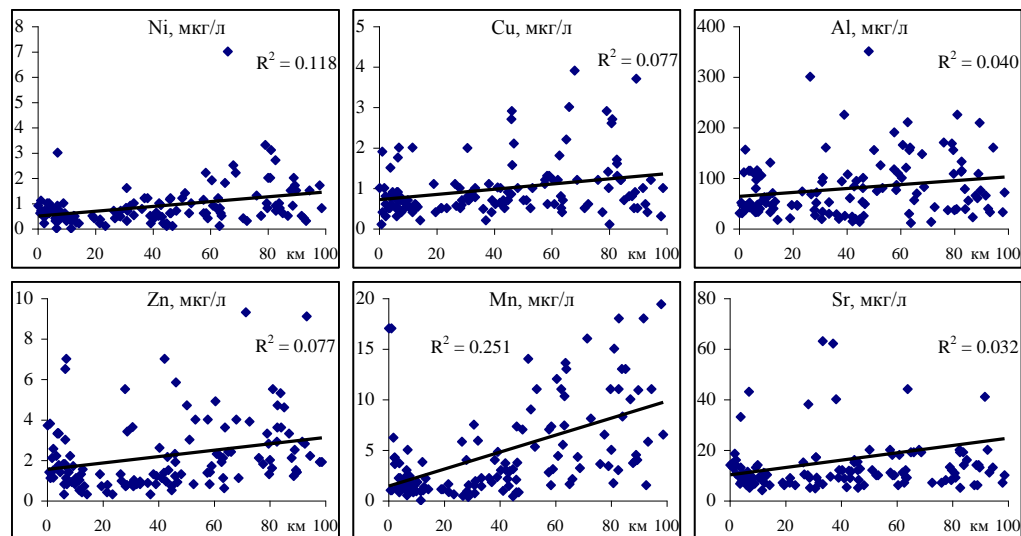 Ni, мкг/л
R² = 0.118
8
7
6
5
4
3
2
1
0
0 20 40 60 80 км 100
Cu, мкг/л
R² = 0.077
5
4
3
2
1
0
0 20 40 60 80 км 100
Al, мкг/л
R² = 0.040
400
300
200
100
0
0 20 40 60 80 км 100
Zn, мкг/л
R² = 0.077
10
8
6
4
2
0
0 20 40 60 80 км 100
Mn, мкг/л
R² = 0.251
20
15
10
5
0
0 20 40 60 80 км 100
Sr, мкг/л
R² = 0.032
80
60
40
20
0
0 20 40 60 80 км 100